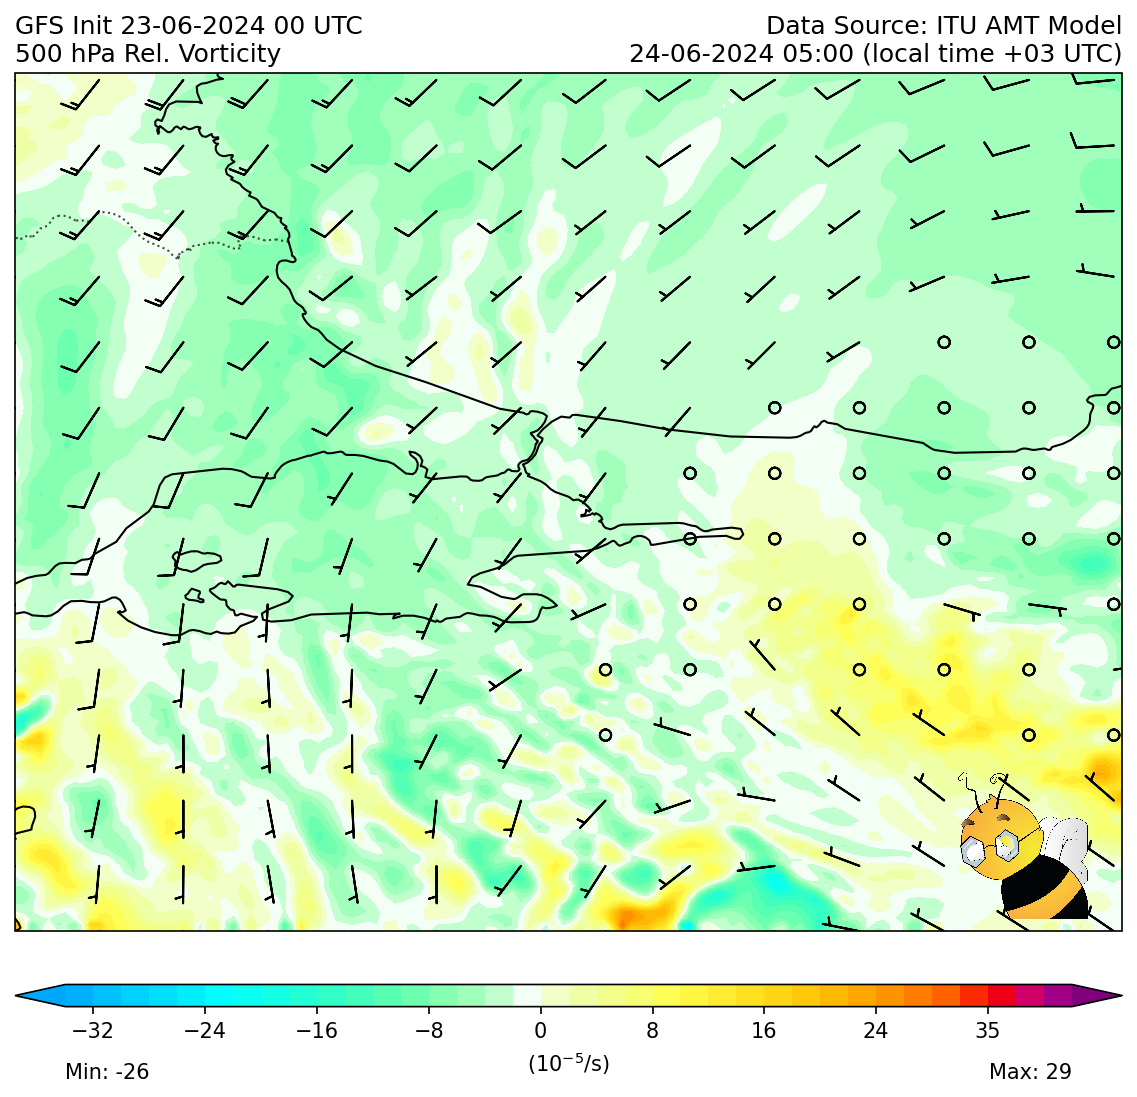 GFS Init 23-06-2024 00 UTC
Data Source: ITU AMT Model
500 hPa Rel. Vorticity
24-06-2024 05:00 (local time +03 UTC)
−32 −24 −16 −8 0 8 16 24 35
(10⁻⁵/s)
Min: -26
Max: 29